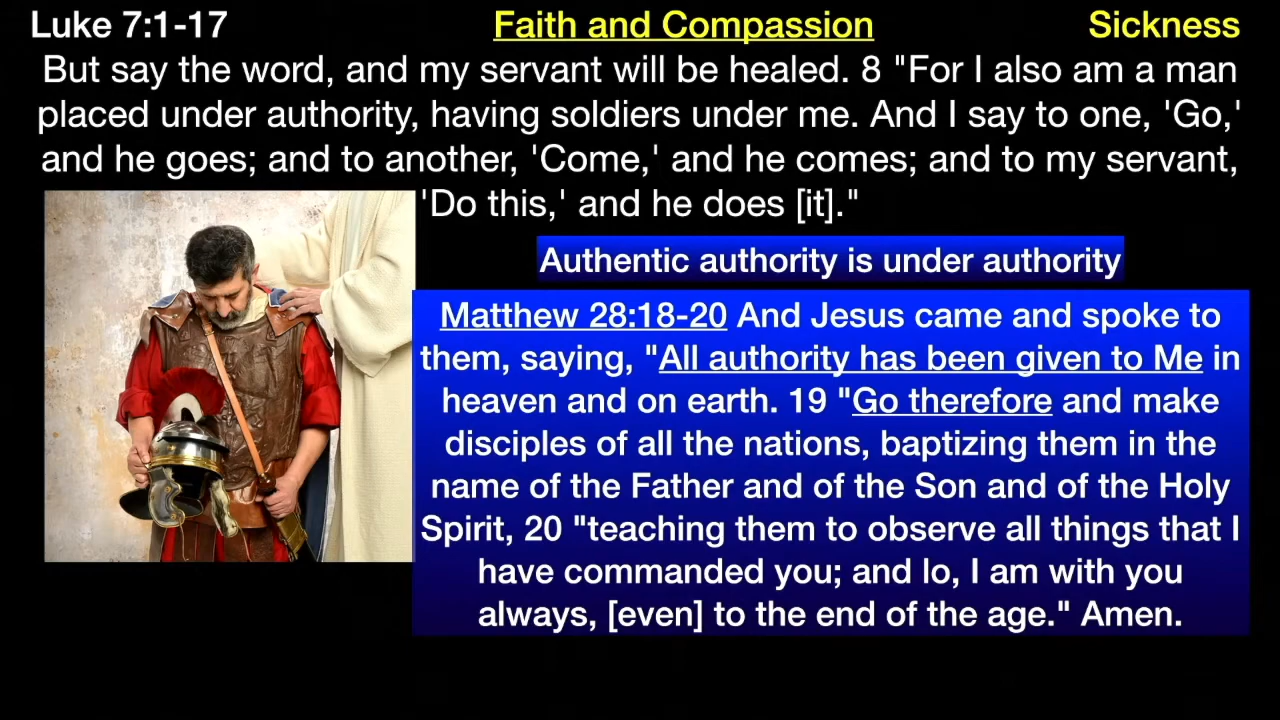 Luke 7:1-17 Faith and Compassion Sickness
But say the word, and my servant will be healed. 8 "For I also am a man
placed under authority, having soldiers under me. And I say to one, 'Go,'
and he goes; and to another, 'Come,' and he comes; and to my servant,
'Do this,' and he does [it]."
Authentic authority is under authority
Matthew 28:18-20 And Jesus came and spoke to
them, saying, "All authority has been given to Me in
heaven and on earth. 19 "Go therefore and make
disciples of all the nations, baptizing them in the
name of the Father and of the Son and of the Holy
Spirit, 20 "teaching them to observe all things that I
have commanded you; and lo, I am with you
always, [even] to the end of the age." Amen.